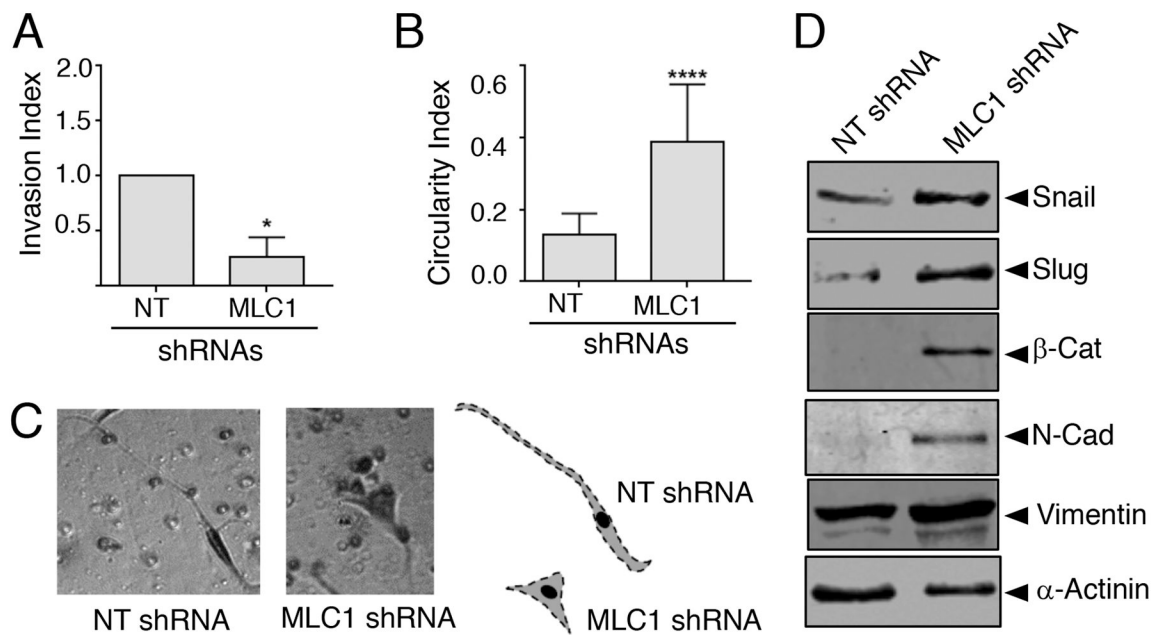 A
Invasion Index
2.0
1.5
1.0
0.5
*
NT MLC1
shRNAs
B
Circularity Index
0.6
0.4
0.2
0.0
****
NT MLC1
shRNAs
C
NT shRNA
MLC1 shRNA
NT shRNA
MLC1 shRNA
D
NT shRNA
MLC1 shRNA
Snail
Slug
β-Cat
N-Cad
Vimentin
α-Actinin